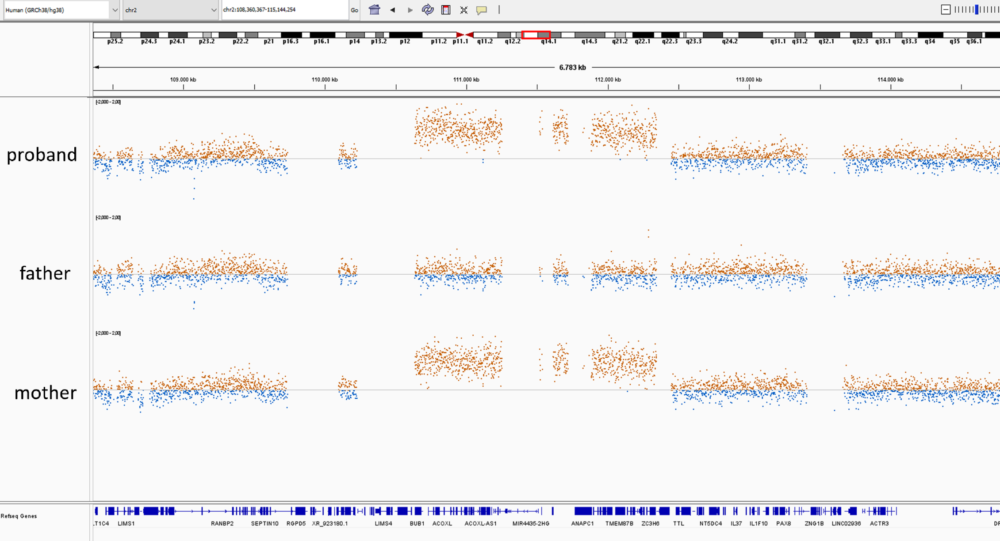 Human (GRCh38/hg38) chr2 chr2:108,360,367-115,144,254 Go
p25.2 p24.3 p24.1 p23.2 p22.2 p21 p16.3 p16.1 p14 p13.2 p12 p11.2 p11.1 q11.2 q12.2 q14.1 q14.3 q21.2 q22.1 q22.3 q23.3 q24.2 q31.1 q31.2 q32.1 q32.3 q33.1 q33.3 q34 q35 q36.1
6.783 kb
109.000 kb 110.000 kb 111.000 kb 112.000 kb 113.000 kb 114.000 kb
[-2,000 - 2,00]
proband
[-2,000 - 2,00]
father
[-2,000 - 2,00]
mother
Refseq Genes
LT1C4 LIMS1 RANBP2 SEPTIN10 RGPD5 XR_923180.1 LIMS4 BUB1 ACOXL ACOXL-AS1 MIR4435-2HG ANAPC1 TMEM87B ZC3H6 TTL NT5DC4 IL37 IL1F10 PAX8 ZNG1B LINC02936 ACTR3